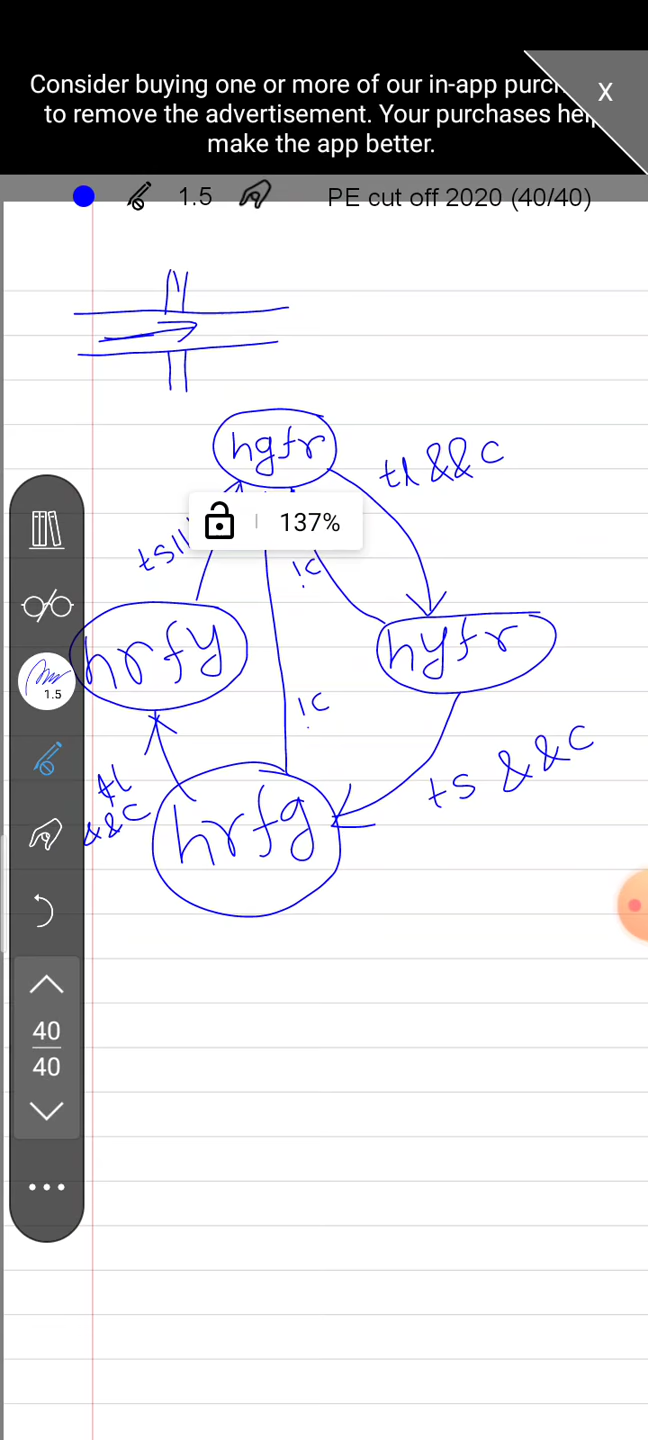 Consider buying one or more of our in-app purc
to remove the advertisement. Your purchases hel
make the app better.
X
1.5
PE cut off 2020 (40/40)
hgfr
tl && c
137%
ts||
!c
hrfy
hyfr
1.5
!c
ts && c
tl
&&c
hrfg
40
40